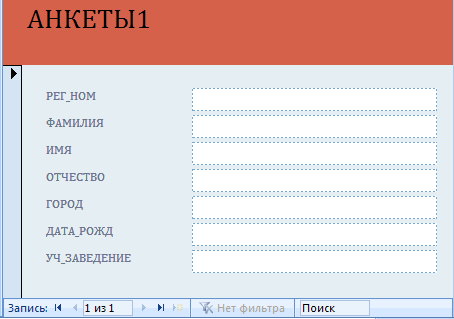 АНКЕТЫ1
РЕГ_НОМ
ФАМИЛИЯ
ИМЯ
ОТЧЕСТВО
ГОРОД
ДАТА_РОЖД
УЧ_ЗАВЕДЕНИЕ
Запись: 1 из 1 Нет фильтра Поиск